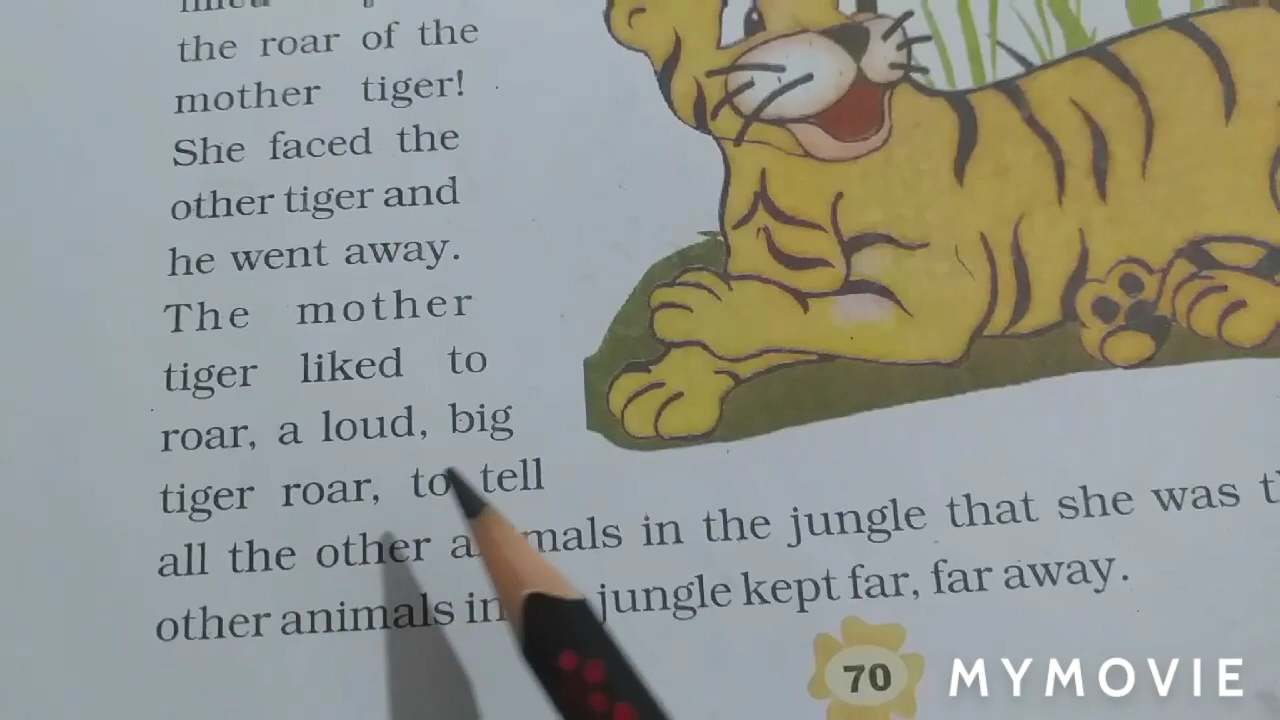 the roar of the
mother tiger!
She faced the
other tiger and
he went away.
The mother
tiger liked to
roar, a loud, big
tiger roar, to tell
all the other animals in the jungle that she was
other animals in jungle kept far, far away.
70
MYMOVIE